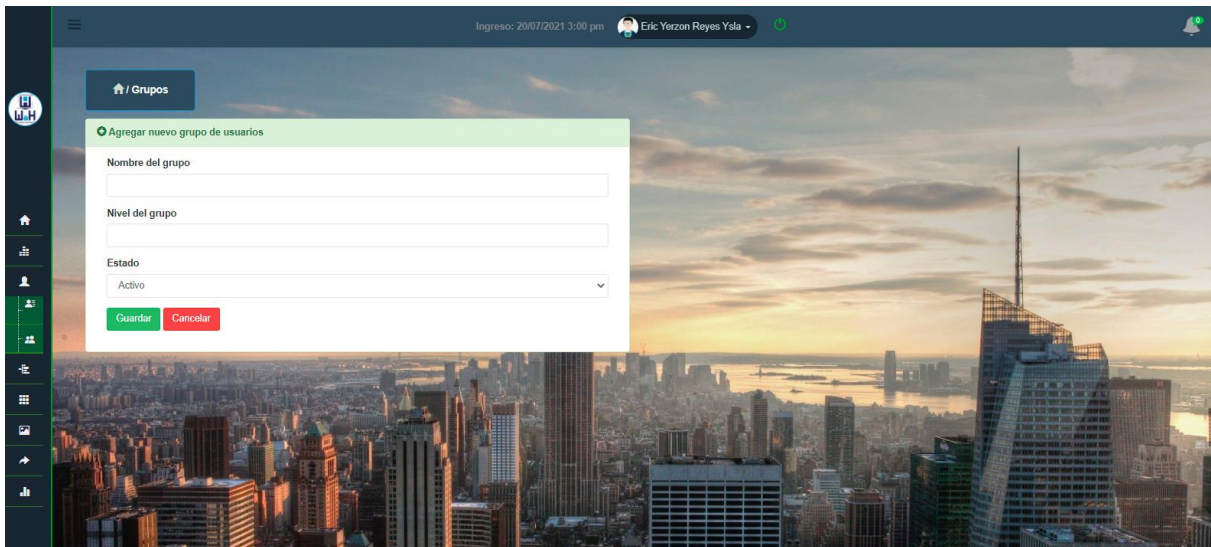 Ingreso: 20/07/2021 3:00 pm Eric Yerzon Reyes Ysla
0
/ Grupos
W&H
Agregar nuevo grupo de usuarios
Nombre del grupo
Nivel del grupo
Estado
Activo
Guardar Cancelar